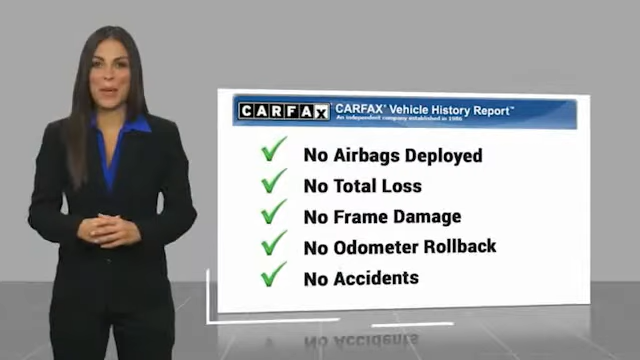 CARFAX CARFAX® Vehicle History Report™
An independent company established in 1986
No Airbags Deployed
No Total Loss
No Frame Damage
No Odometer Rollback
No Accidents